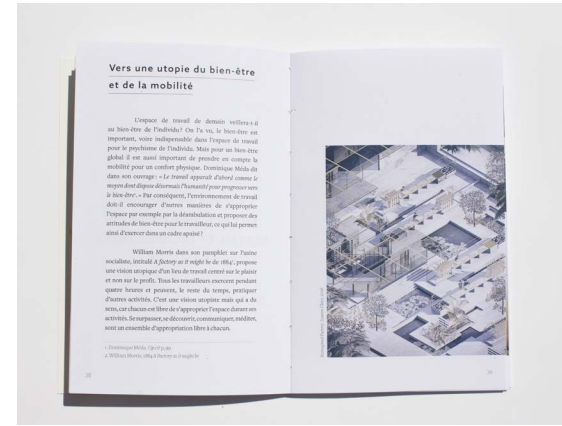 Vers une utopie du bien-être
et de la mobilité
L'espace de travail de demain veillera-t-il
au bien-être de l'individu ? On l'a vu, le bien-être est
important, voire indispensable dans l'espace de travail
pour le psychisme de l'individu. Mais pour un bien-être
global il est aussi important de prendre en compte la
mobilité pour un confort physique. Dominique Méda dit
dans son ouvrage : « Le travail apparaît d'abord comme le
moyen dont dispose désormais l'humanité pour progresser vers
le bien-être¹. » Par conséquent, l'environnement de travail
doit-il encourager d'autres manières de s'approprier
l'espace par exemple par la déambulation et proposer des
attitudes de bien-être pour le travailleur, ce qui lui permet
ainsi d'exercer dans un cadre apaisé ?
William Morris dans son pamphlet sur l'usine
socialiste, intitulé A factory as it might be de 1884², propose
une vision utopique d'un lieu de travail centré sur le plaisir
et non sur le profit. Tous les travailleurs exercent pendant
quatre heures et peuvent, le reste du temps, pratiquer
d'autres activités. C'est une vision utopiste mais qui a du
sens, car chacun est libre de s'approprier l'espace durant ses
activités. Se surpasser, se découvrir, communiquer, méditer,
sont un ensemble d'appropriation libre à chacun.
1. Dominique Méda, Op.cit p.
2. William Morris, 1884 A factory as it might be